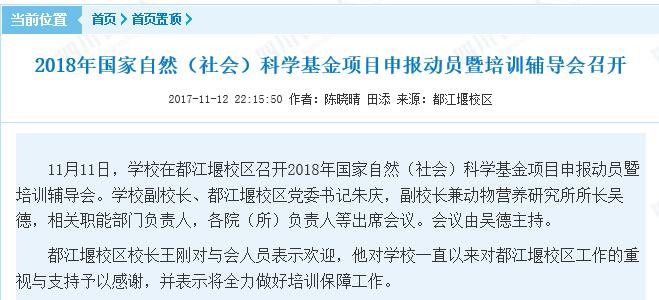 当前位置 首页 首页置顶
2018年国家自然（社会）科学基金项目申报动员暨培训辅导会召开
2017-11-12 22:15:50 作者：陈晓晴 田添 来源：都江堰校区
11月11日，学校在都江堰校区召开2018年国家自然（社会）科学基金项目申报动员暨
培训辅导会。学校副校长、都江堰校区党委书记朱庆，副校长兼动物营养研究所所长吴
德，相关职能部门负责人，各院（所）负责人等出席会议。会议由吴德主持。
都江堰校区校长王刚对与会人员表示欢迎，他对学校一直以来对都江堰校区工作的重
视与支持予以感谢，并表示将全力做好培训保障工作。